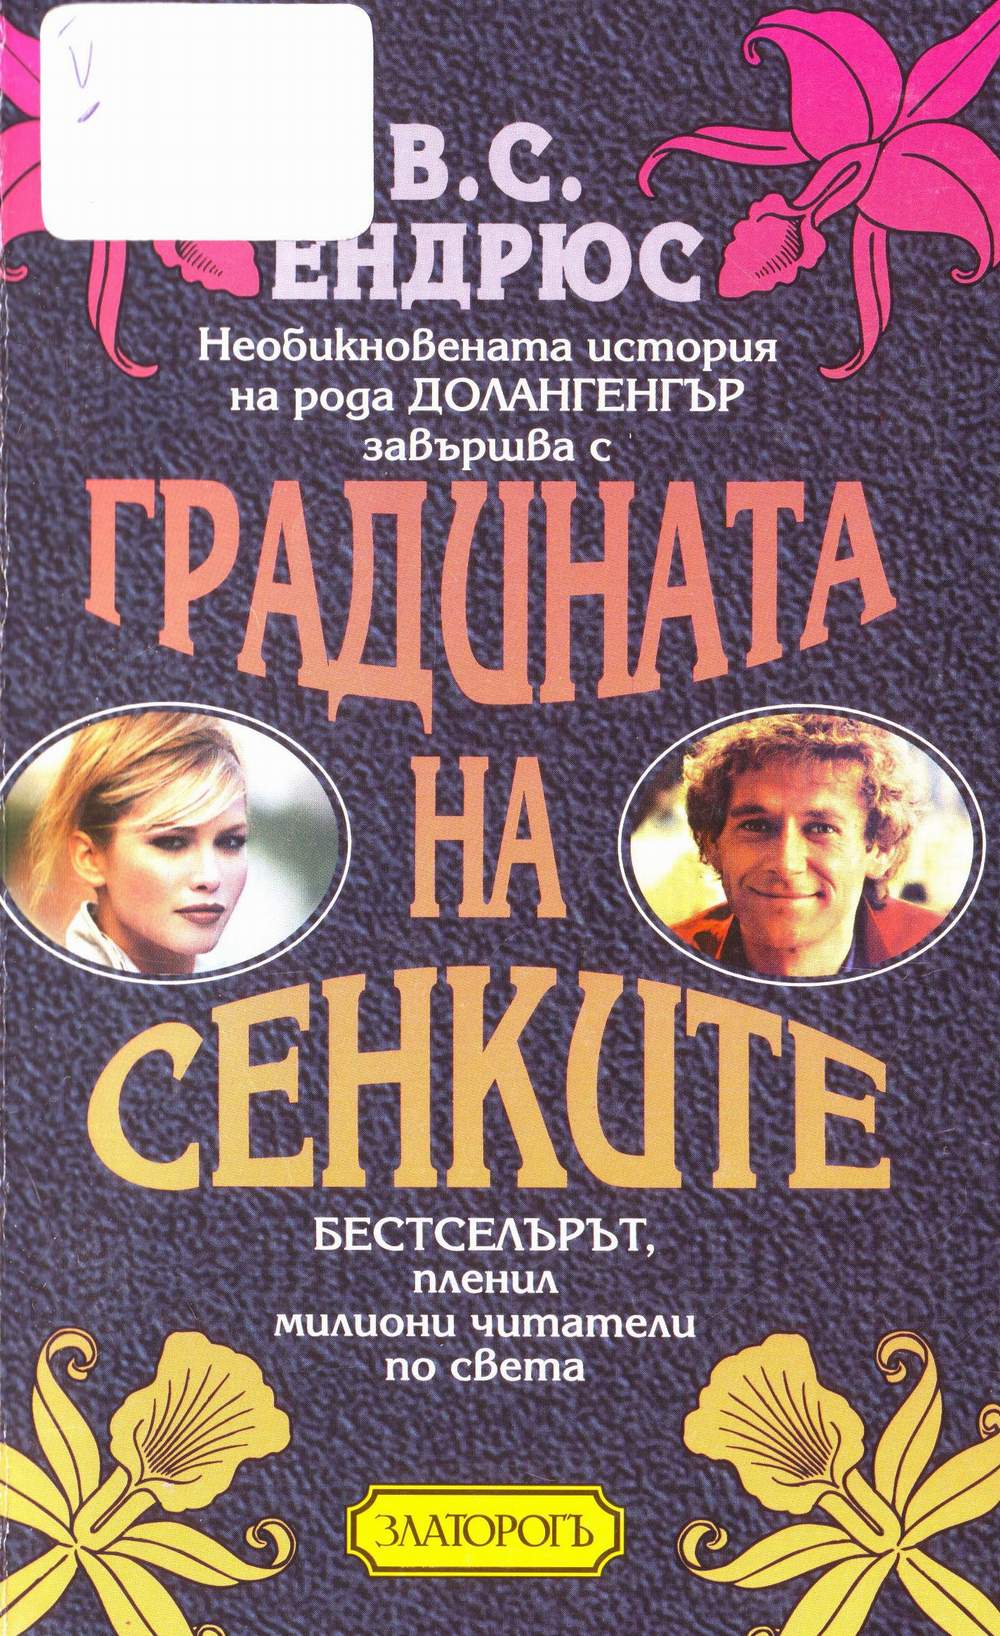 В.С.
ЕНДРЮС
Необикновената история
на рода ДОЛАНГЕНГЪР
завършва с
ГРАДИНАТА
НА
СЕНКИТЕ
БЕСТСЕЛЪРЪТ,
пленил
милиони читатели
по света
ЗЛАТОРОГЪ